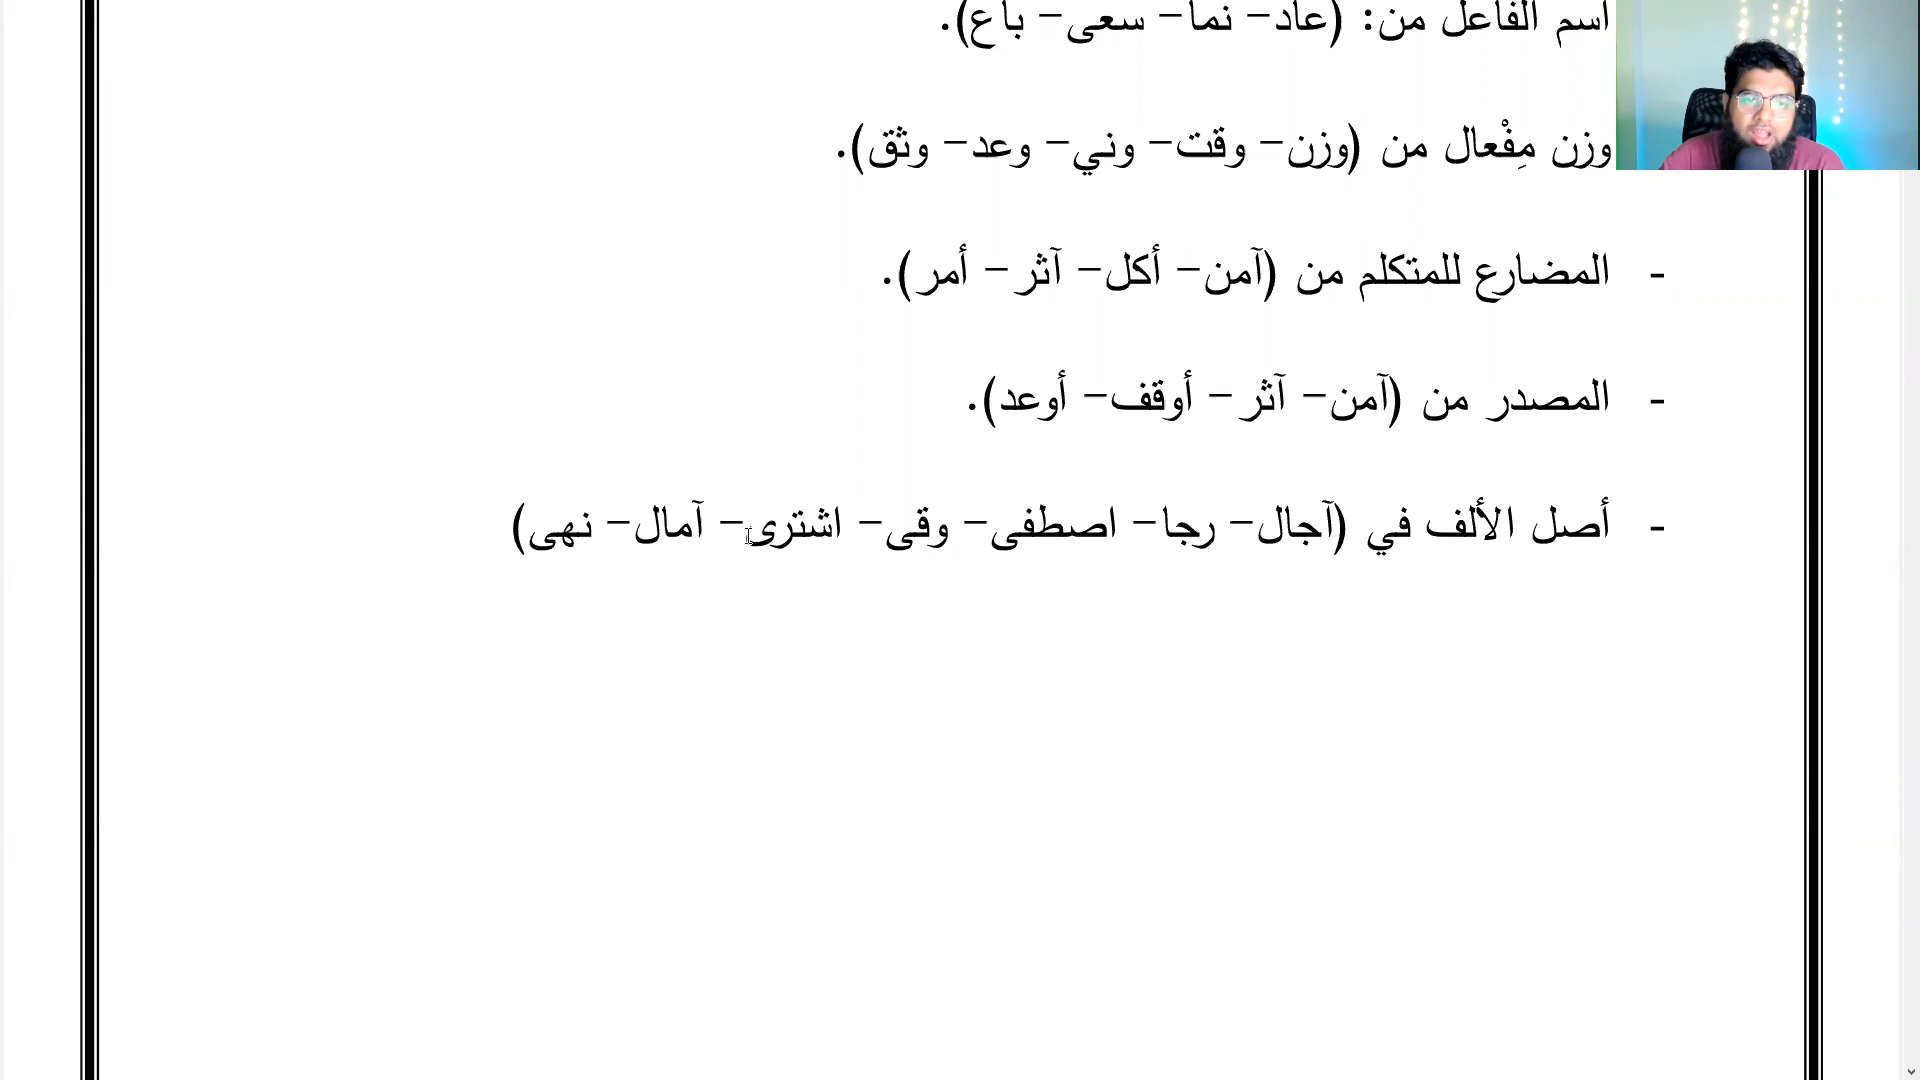 اسم الفاعل من: (عاد– نما– سعى– باع).
وزن مِفْعال من (وزن– وقت– وني– وعد– وثق).
- المضارع للمتكلم من (آمن– أكل– آثر– أمر).
- المصدر من (آمن– آثر– أوقف– أوعد).
- أصل الألف في (آجال– رجا– اصطفى– وقى– اشترى– آمال– نهى)